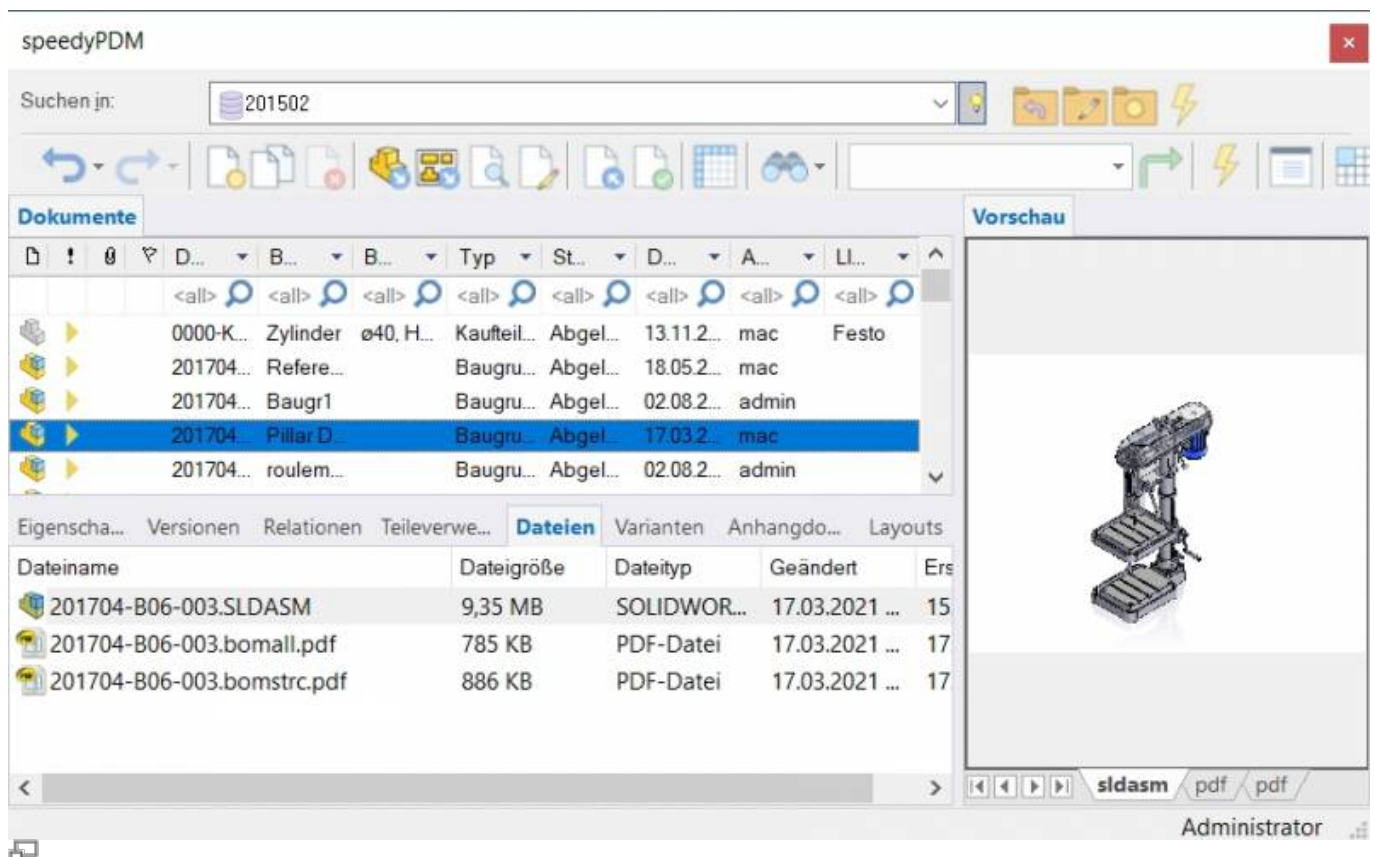 speedyPDM
Suchen in:
201502
Dokumente
Vorschau
! D... B... B... Typ St... D... A... LI...
<all> <all> <all> <all> <all> <all> <all> <all>
0000-K... Zylinder ø40, H... Kaufteil... Abgel... 13.11.2... mac Festo
201704... Refere... Baugru... Abgel... 18.05.2... mac
201704... Baugr1 Baugru... Abgel... 02.08.2... admin
201704... Pillar D... Baugru... Abgel... 17.03.2... mac
201704... roulem... Baugru... Abgel... 02.08.2... admin
Eigenscha... Versionen Relationen Teileverwe... Dateien Varianten Anhangdo... Layouts
Dateiname Dateigröße Dateityp Geändert Ers
201704-B06-003.SLDASM 9,35 MB SOLIDWOR... 17.03.2021 ... 15
201704-B06-003.bomall.pdf 785 KB PDF-Datei 17.03.2021 ... 17
201704-B06-003.bomstrc.pdf 886 KB PDF-Datei 17.03.2021 ... 17
sldasm pdf pdf
Administrator